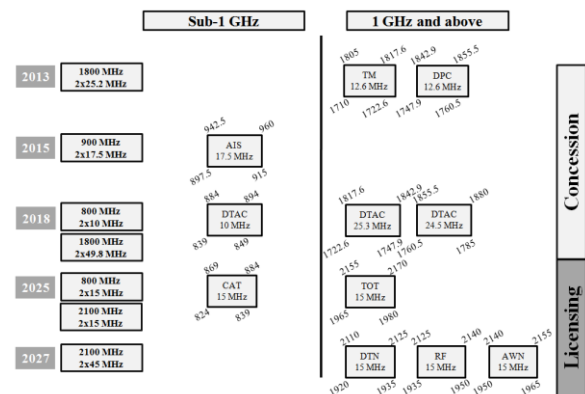 Sub-1 GHz
1 GHz and above
2013
1800 MHz
2x25.2 MHz
1805
1817.6
TM
12.6 MHz
1710
1722.6
1842.9
1855.5
DPC
12.6 MHz
1747.9
1760.5
2015
900 MHz
2x17.5 MHz
942.5
960
AIS
17.5 MHz
897.5
915
2018
800 MHz
2x10 MHz
1800 MHz
2x49.8 MHz
884
894
DTAC
10 MHz
839
849
1817.6
1842.9
DTAC
25.3 MHz
1722.6
1747.9
1855.5
1880
DTAC
24.5 MHz
1760.5
1785
2025
800 MHz
2x15 MHz
2100 MHz
2x15 MHz
869
884
CAT
15 MHz
824
839
2155
2170
TOT
15 MHz
1965
1980
2027
2100 MHz
2x45 MHz
2110
2125
DTN
15 MHz
1920
1935
2125
2140
RF
15 MHz
1935
1950
2140
2155
AWN
15 MHz
1950
1965
Concession
Licensing